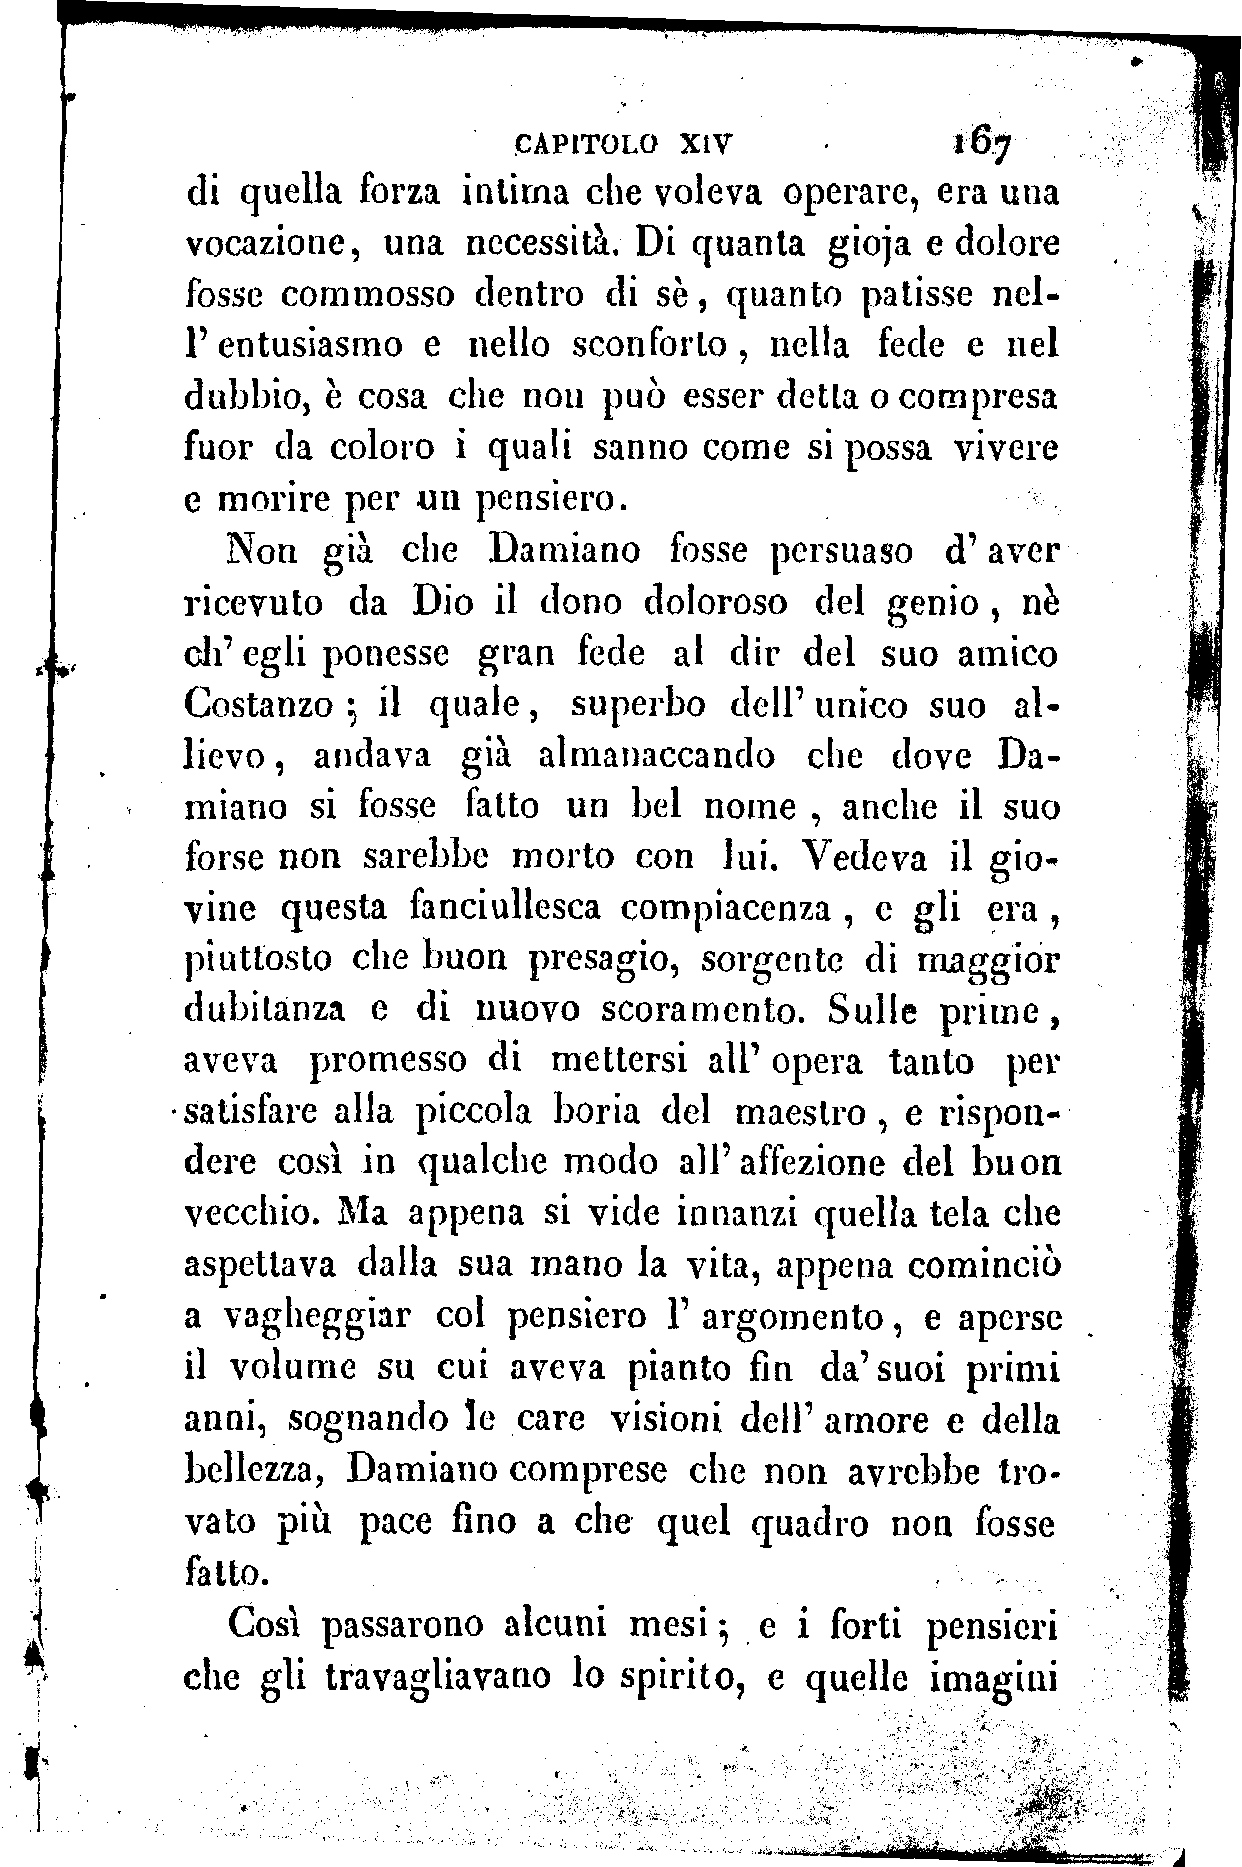 CAPITOLO XIV 167
di quella forza intima che voleva operare, era una
vocazione, una necessità. Di quanta gioja e dolore
fosse commosso dentro di sè, quanto patisse nel-
l' entusiasmo e nello sconforto, nella fede e nel
dubbio, è cosa che non può esser detta o compresa
fuor da coloro i quali sanno come si possa vivere
e morire per un pensiero.
Non già che Damiano fosse persuaso d' aver
ricevuto da Dio il dono doloroso del genio, nè
ch' egli ponesse gran fede al dir del suo amico
Costanzo; il quale, superbo dell' unico suo al-
lievo, andava già almanaccando che dove Da-
miano si fosse fatto un bel nome, anche il suo
forse non sarebbe morto con lui. Vedeva il gio-
vine questa fanciullesca compiacenza, e gli era,
piuttosto che buon presagio, sorgente di maggior
dubitanza e di nuovo scoramento. Sulle prime,
aveva promesso di mettersi all' opera tanto per
satisfare alla piccola boria del maestro, e rispon-
dere così in qualche modo all' affezione del buon
vecchio. Ma appena si vide innanzi quella tela che
aspettava dalla sua mano la vita, appena cominciò
a vagheggiar col pensiero l' argomento, e aperse
il volume su cui aveva pianto fin da' suoi primi
anni, sognando le care visioni dell' amore e della
bellezza, Damiano comprese che non avrebbe tro-
vato più pace fino a che quel quadro non fosse
fatto.
Così passarono alcuni mesi; e i forti pensieri
che gli travagliavano lo spirito, e quelle imagini